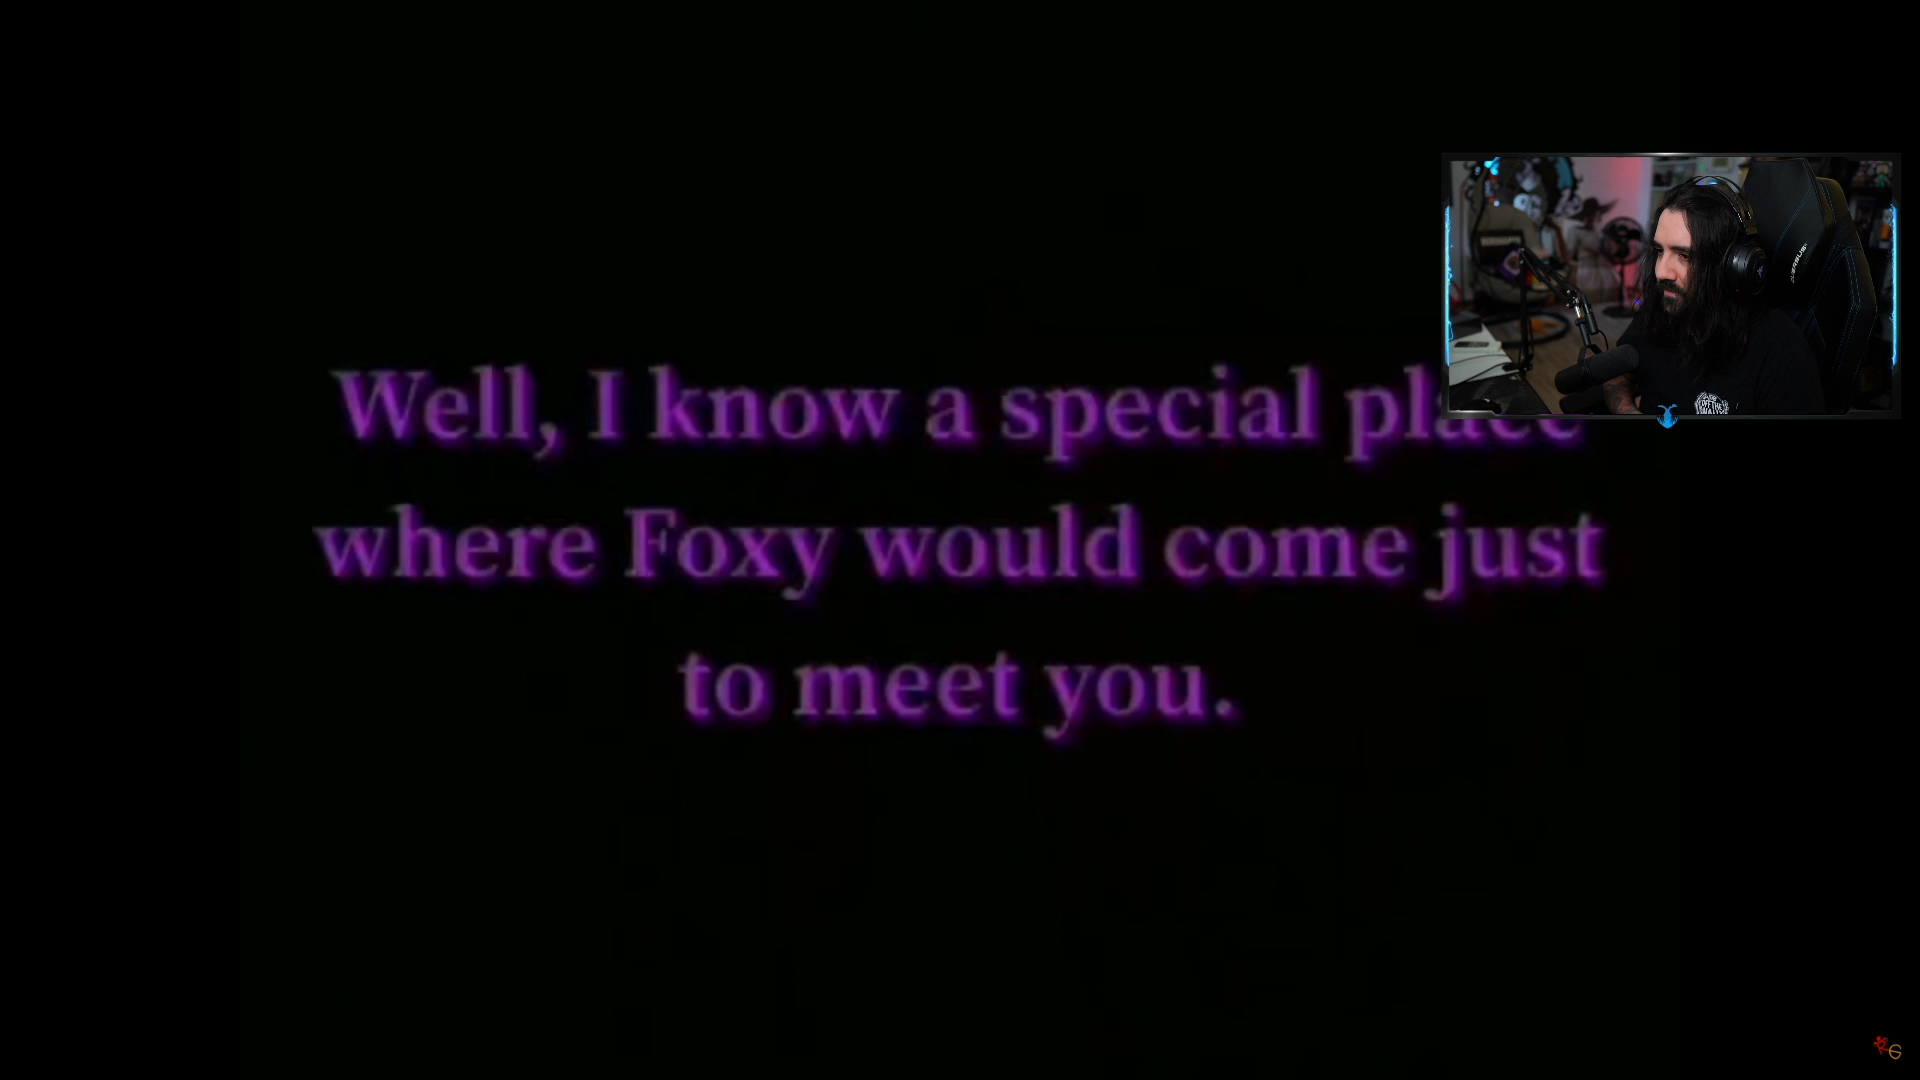 Well, I know a special place
where Foxy would come just
to meet you.